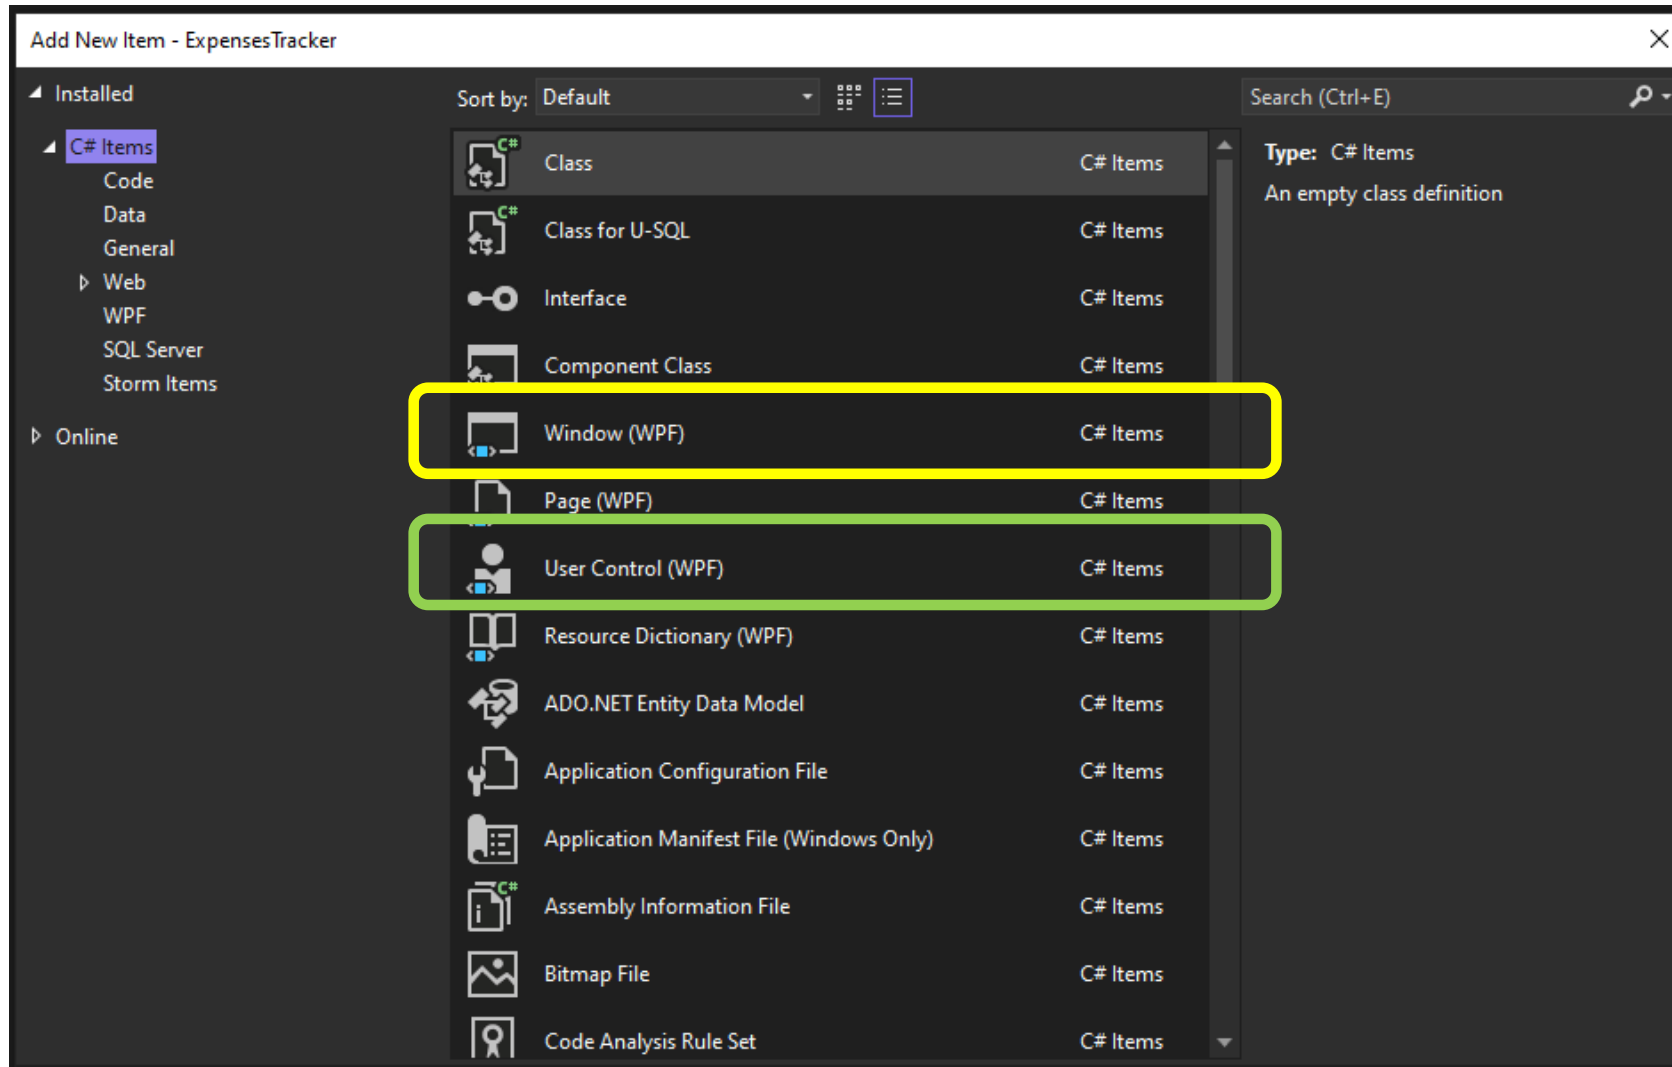 Add New Item - ExpensesTracker
Installed
C# Items
Code
Data
General
Web
WPF
SQL Server
Storm Items
Online
Sort by: Default
Class C# Items
Class for U-SQL C# Items
Interface C# Items
Component Class C# Items
Window (WPF) C# Items
Page (WPF) C# Items
User Control (WPF) C# Items
Resource Dictionary (WPF) C# Items
ADO.NET Entity Data Model C# Items
Application Configuration File C# Items
Application Manifest File (Windows Only) C# Items
Assembly Information File C# Items
Bitmap File C# Items
Code Analysis Rule Set C# Items
Search (Ctrl+E)
Type: C# Items
An empty class definition